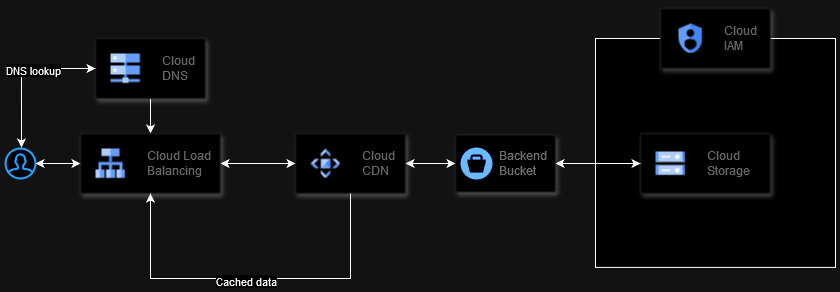 Cloud
IAM
Cloud
DNS
DNS lookup
Cloud Load
Balancing
Cloud
CDN
Backend
Bucket
Cloud
Storage
Cached data